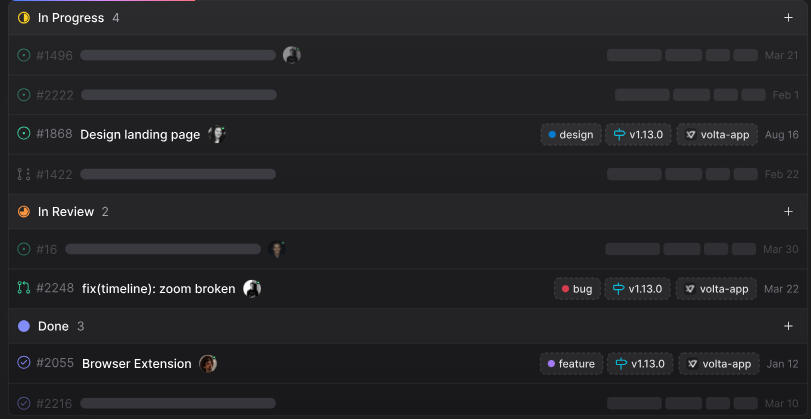 In Progress 4 +
#1496 Mar 21
#2222 Feb 1
#1868 Design landing page design v1.13.0 volta-app Aug 16
#1422 Feb 22
In Review 2 +
#16 Mar 30
#2248 fix(timeline): zoom broken bug v1.13.0 volta-app Mar 22
Done 3 +
#2055 Browser Extension feature v1.13.0 volta-app Jan 12
#2216 Mar 10